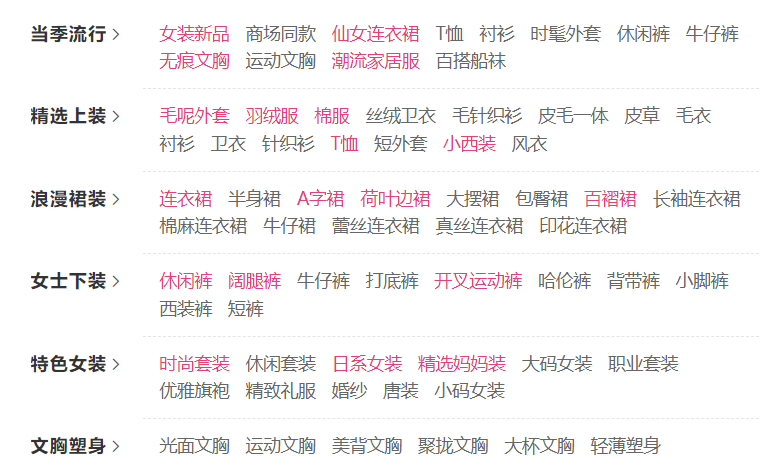 当季流行 > 女装新品 商场同款 仙女连衣裙 T恤 衬衫 时髦外套 休闲裤 牛仔裤
无痕文胸 运动文胸 潮流家居服 百搭船袜
精选上装 > 毛呢外套 羽绒服 棉服 丝绒卫衣 毛针织衫 皮毛一体 皮草 毛衣
衬衫 卫衣 针织衫 T恤 短外套 小西装 风衣
浪漫裙装 > 连衣裙 半身裙 A字裙 荷叶边裙 大摆裙 包臀裙 百褶裙 长袖连衣裙
棉麻连衣裙 牛仔裙 蕾丝连衣裙 真丝连衣裙 印花连衣裙
女士下装 > 休闲裤 阔腿裤 牛仔裤 打底裤 开叉运动裤 哈伦裤 背带裤 小脚裤
西装裤 短裤
特色女装 > 时尚套装 休闲套装 日系女装 精选妈妈装 大码女装 职业套装
优雅旗袍 精致礼服 婚纱 唐装 小码女装
文胸塑身 > 光面文胸 运动文胸 美背文胸 聚拢文胸 大杯文胸 轻薄塑身